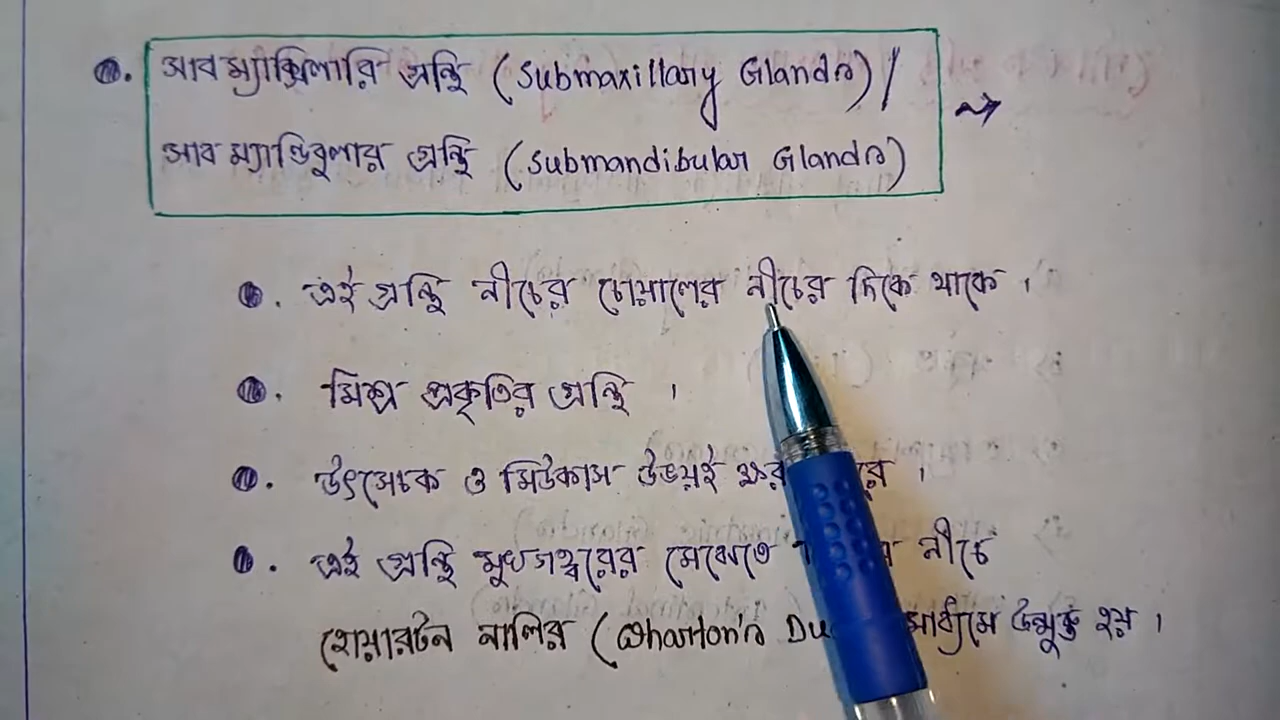 সাবম্যাক্সিলারি গ্রন্থি (Submaxillary Glands) /
সাবম্যান্ডিবুলার গ্রন্থি (Submandibular Glands)
এই গ্রন্থি নীচের চোয়ালের নীচের দিকে থাকে ।
মিশ্র প্রকৃতির গ্রন্থি ।
উৎসেচক ও মিউকাস উভয়ই ।
এই গ্রন্থি মুখগহ্বরের মেঝেতে নীচে
হোয়ারটন নালির (Wharton's মাধ্যমে উন্মুক্ত হয় ।